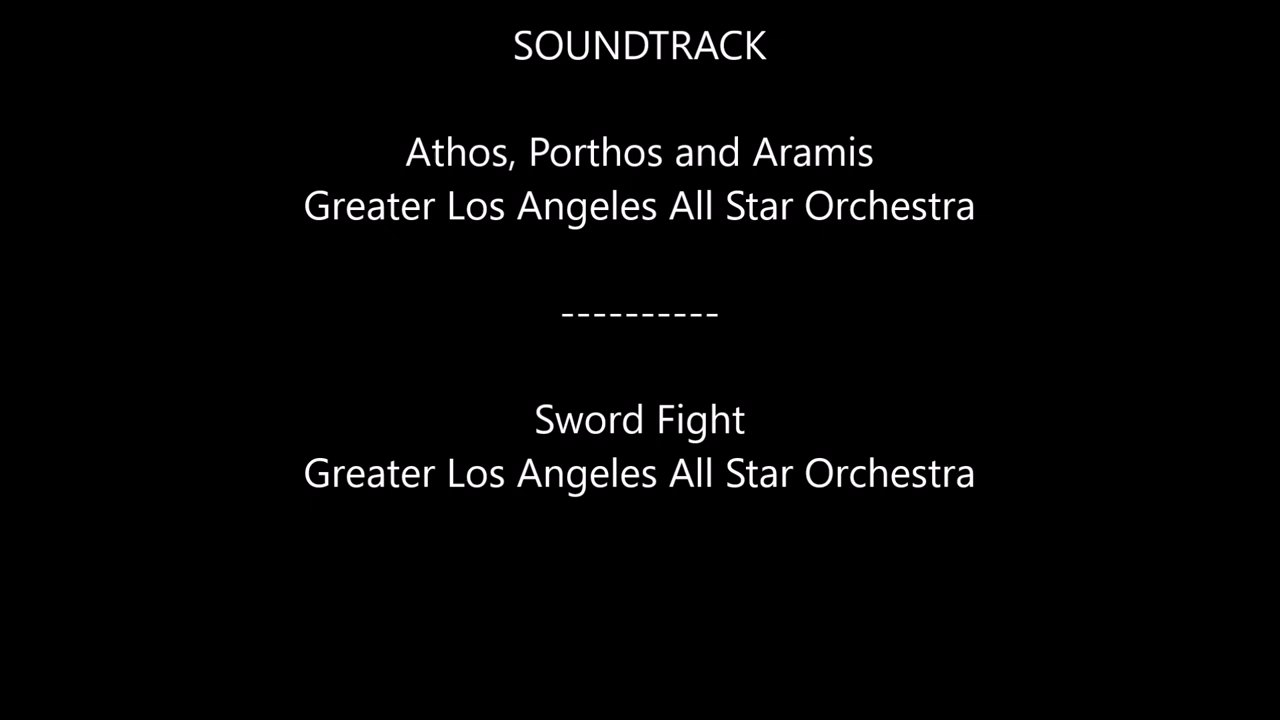 SOUNDTRACK
Athos, Porthos and Aramis
Greater Los Angeles All Star Orchestra
----------
Sword Fight
Greater Los Angeles All Star Orchestra